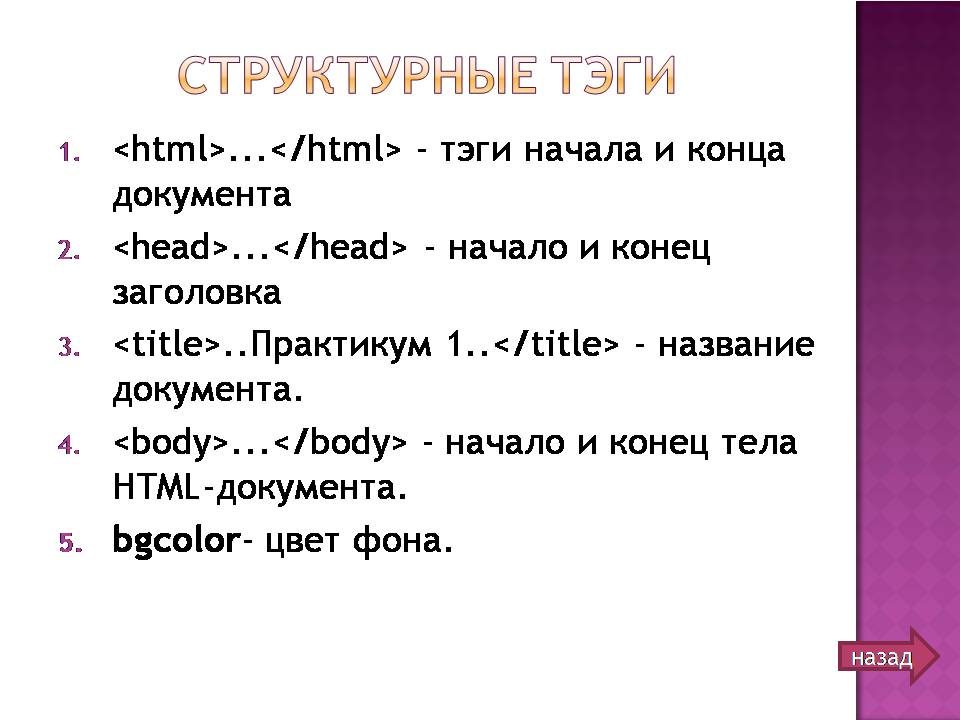 СТРУКТУРНЫЕ ТЭГИ
1. <html>...</html> - тэги начала и конца
документа
2. <head>...</head> - начало и конец
заголовка
3. <title>..Практикум 1..</title> - название
документа.
4. <body>...</body> - начало и конец тела
HTML-документа.
5. bgcolor- цвет фона.
назад